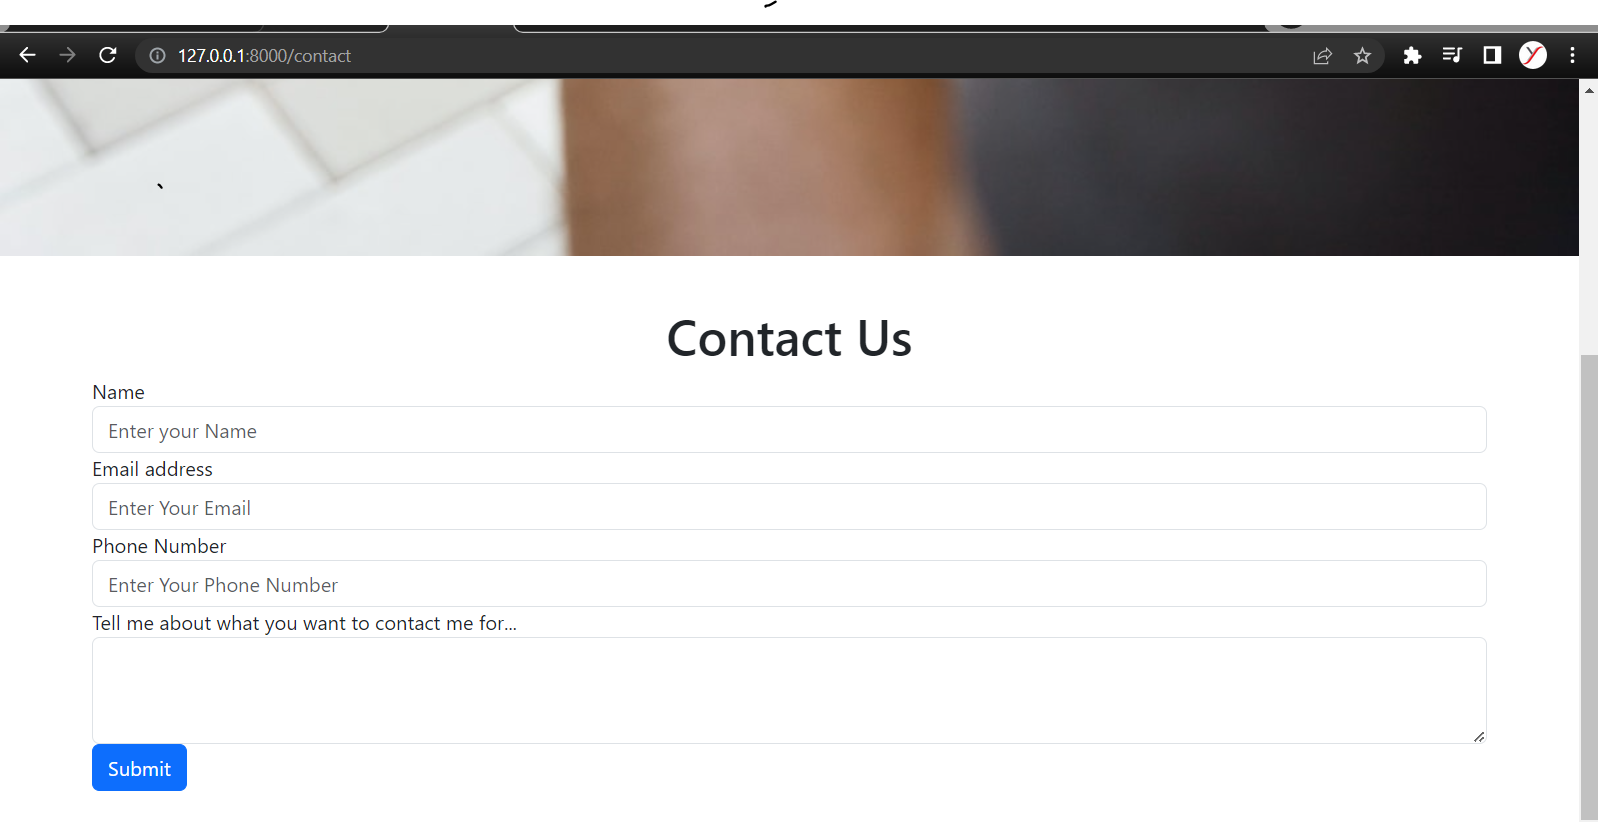 127.0.0.1:8000/contact
Contact Us
Name
Enter your Name
Email address
Enter Your Email
Phone Number
Enter Your Phone Number
Tell me about what you want to contact me for...
Submit